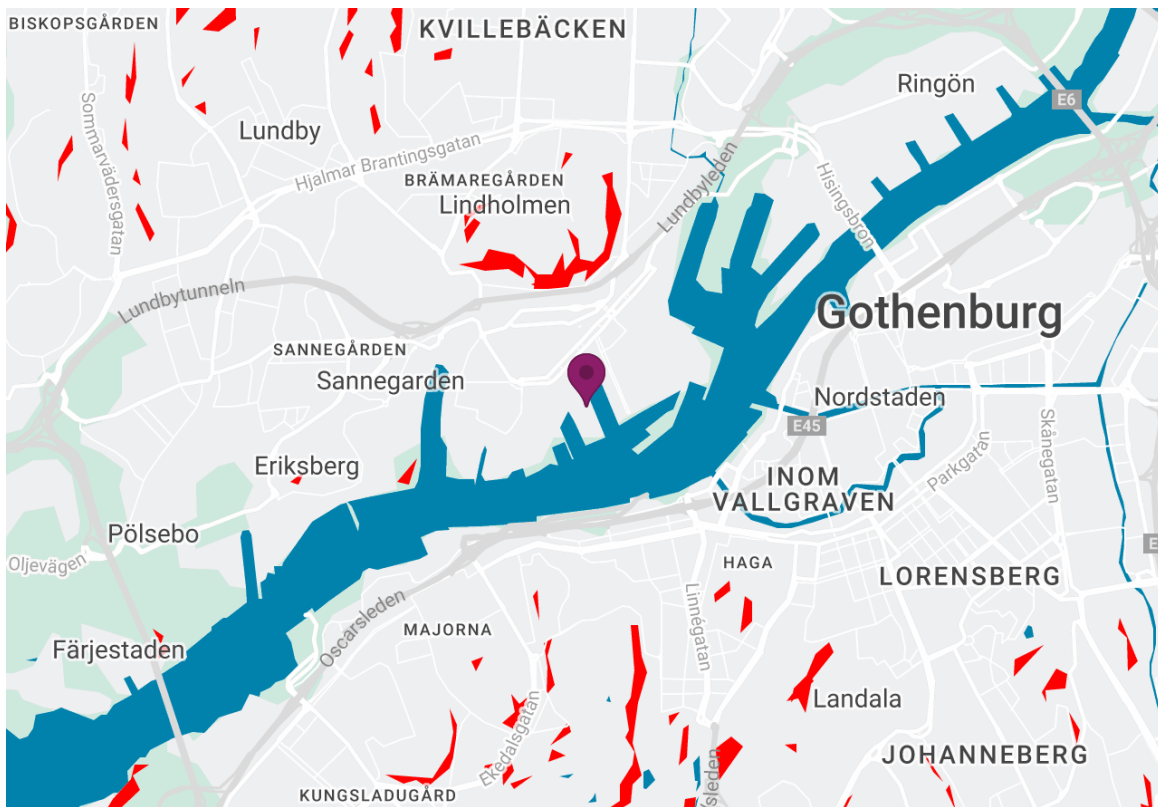 BISKOPSGÅRDEN
KVILLEBÄCKEN
Ringön
E6
Sommarvädersgatan
Lundby
Hjalmar Brantingsgatan
BRÄMAREGÅRDEN
Lindholmen
Lundbyleden
Hisingsbron
Lundbytunneln
Gothenburg
SANNEGÅRDEN
Sannegarden
Nordstaden
E45
Skånegatan
Parkgatan
Eriksberg
INOM
VALLGRAVEN
Pölsebo
Oljevägen
HAGA
LORENSBERG
Linnégatan
Oscarsleden
MAJORNA
Färjestaden
Landala
Ekedalsgatan
JOHANNEBERG
KUNGSLADUGÅRD